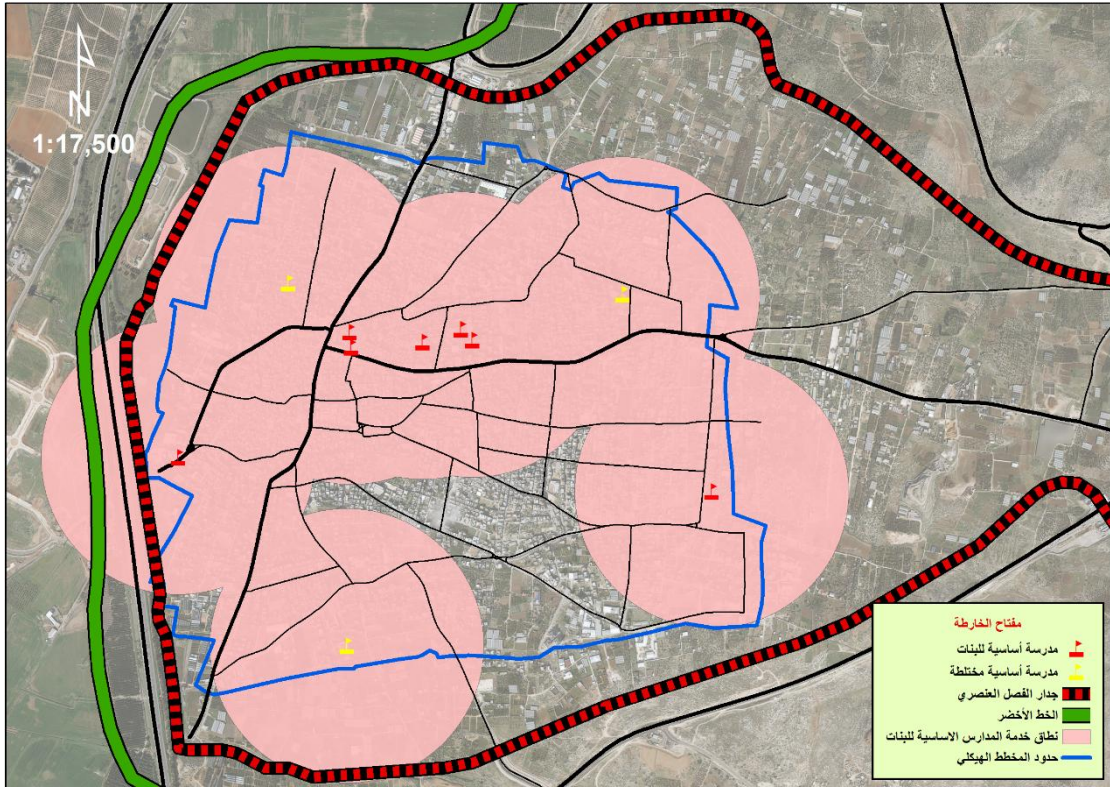 N
1:17,500
مفتاح الخارطة
مدرسة أساسية للبنات
مدرسة أساسية مختلطة
جدار الفصل العنصري
الخط الأخضر
نطاق خدمة المدارس الاساسية للبنات
حدود المخطط الهيكلي